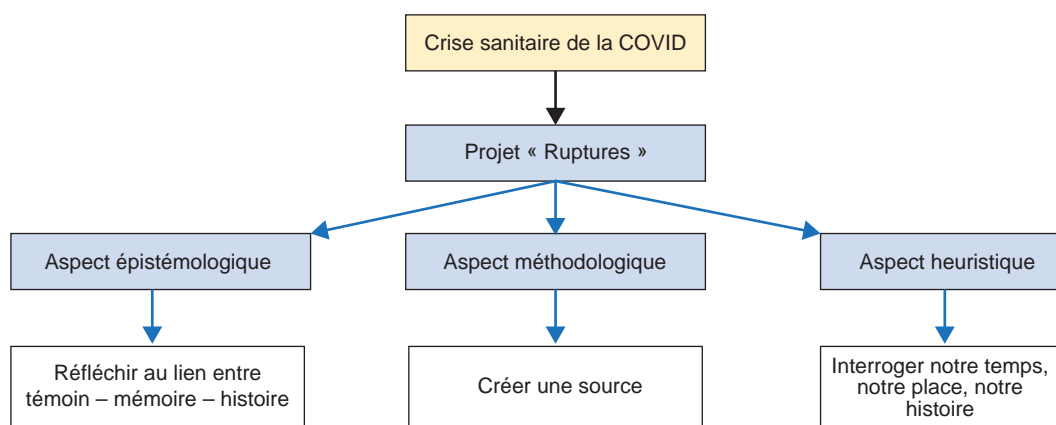 Crise sanitaire de la COVID
Projet « Ruptures »
Aspect épistémologique
Aspect méthodologique
Aspect heuristique
Réfléchir au lien entre
témoin – mémoire – histoire
Créer une source
Interroger notre temps,
notre place, notre
histoire